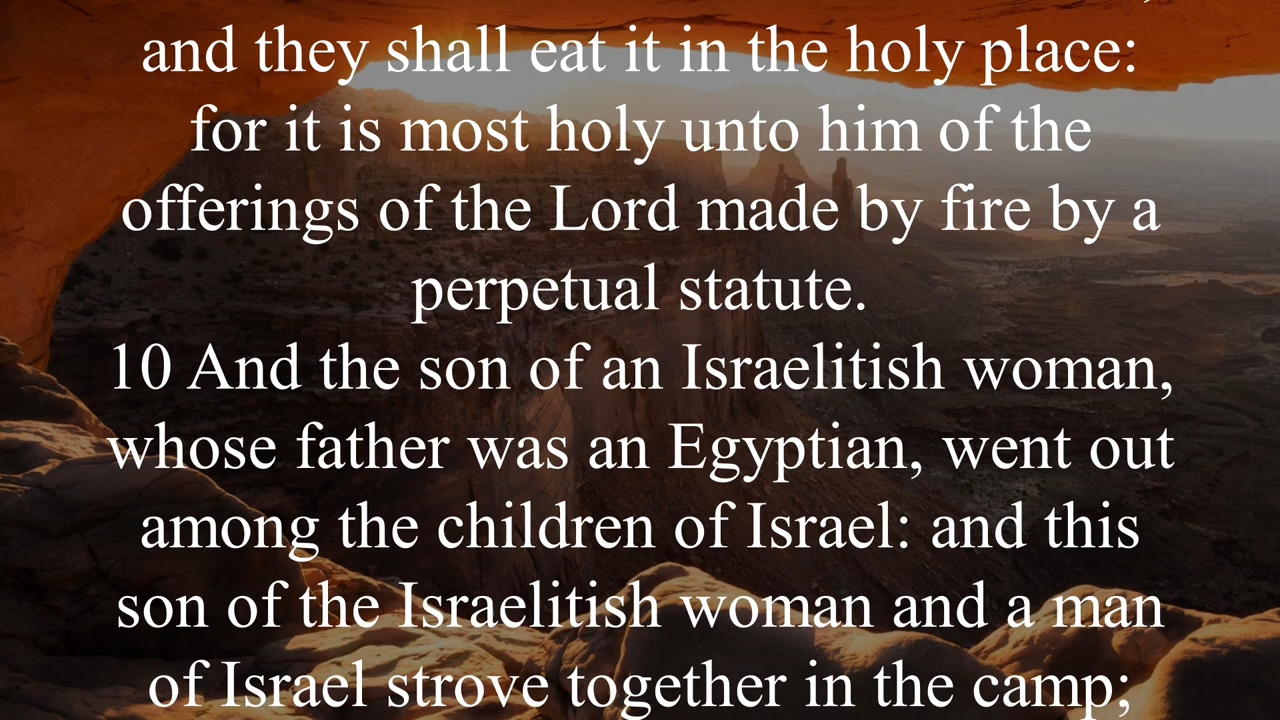 and they shall eat it in the holy place:
for it is most holy unto him of the
offerings of the Lord made by fire by a
perpetual statute.
10 And the son of an Israelitish woman,
whose father was an Egyptian, went out
among the children of Israel: and this
son of the Israelitish woman and a man
of Israel strove together in the camp;